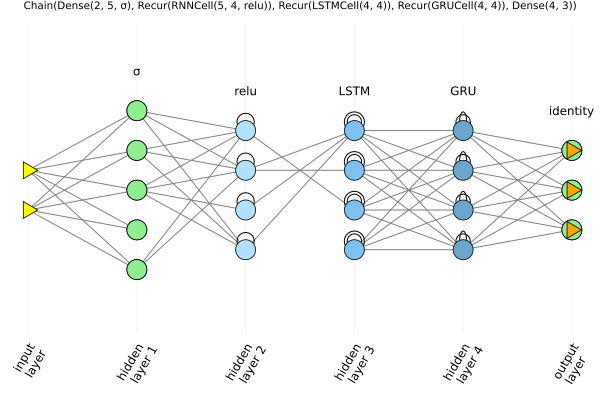 Chain(Dense(2, 5, σ), Recur(RNNCell(5, 4, relu)), Recur(LSTMCell(4, 4)), Recur(GRUCell(4, 4)), Dense(4, 3))
σ
relu
LSTM
GRU
identity
input
layer
hidden
layer 1
hidden
layer 2
hidden
layer 3
hidden
layer 4
output
layer